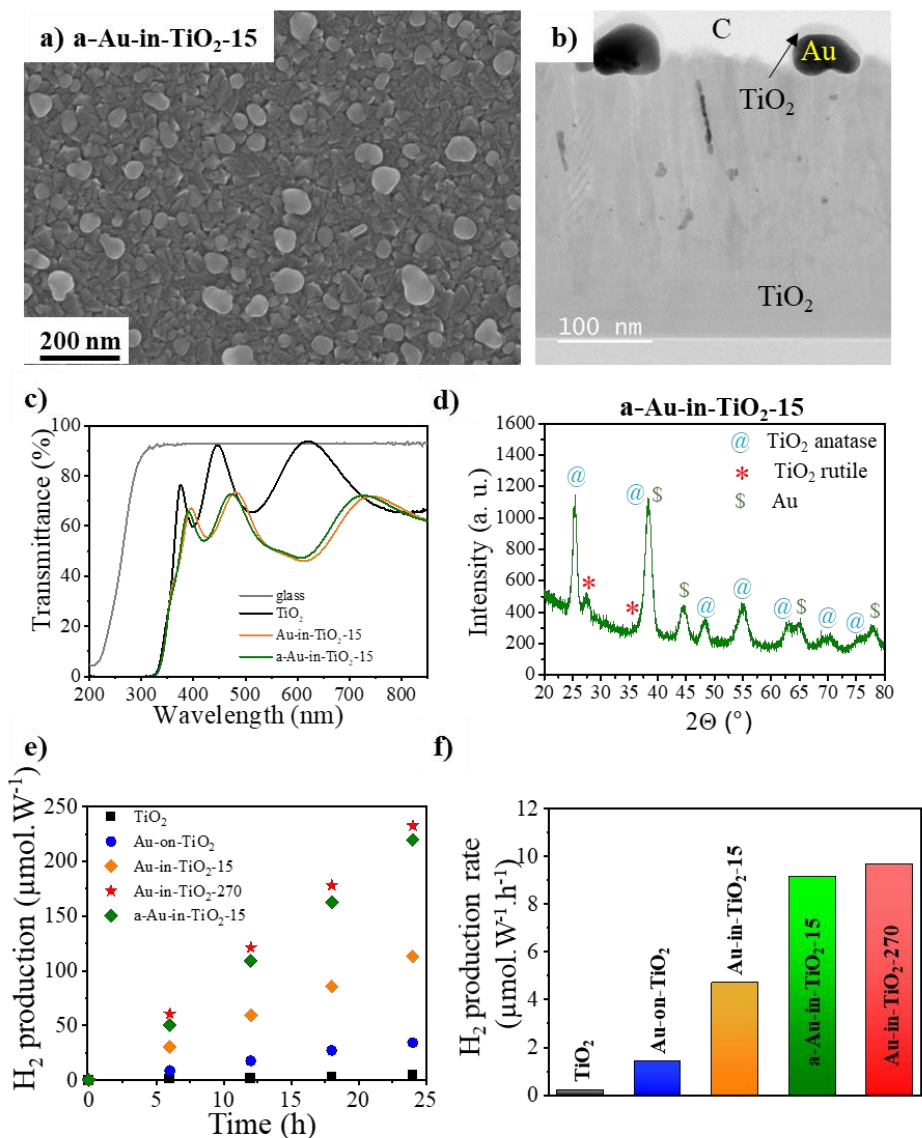 a) a-Au-in-TiO₂-15
200 nm
b)
C
Au
TiO₂
TiO₂
100 nm
c)
Transmittance (%)
100
80
60
40
20
0
glass
TiO₂
Au-in-TiO₂-15
a-Au-in-TiO₂-15
200 300 400 500 600 700 800
Wavelength (nm)
d)
a-Au-in-TiO₂-15
Intensity (a. u.)
1600
1400
1200
1000
800
600
400
200
0
@ TiO₂ anatase
* TiO₂ rutile
$ Au
@
@
$
*
*
$
@
@
@
$
@
@
$
20 25 30 35 40 45 50 55 60 65 70 75 80
2Θ (°)
e)
H₂ production (μmol.W⁻¹)
250
200
150
100
50
0
TiO₂
Au-on-TiO₂
Au-in-TiO₂-15
Au-in-TiO₂-270
a-Au-in-TiO₂-15
0 5 10 15 20 25
Time (h)
f)
H₂ production rate
(μmol.W⁻¹h⁻¹)
12
10
8
6
4
2
0
TiO₂
Au-on-TiO₂
Au-in-TiO₂-15
a-Au-in-TiO₂-15
Au-in-TiO₂-270